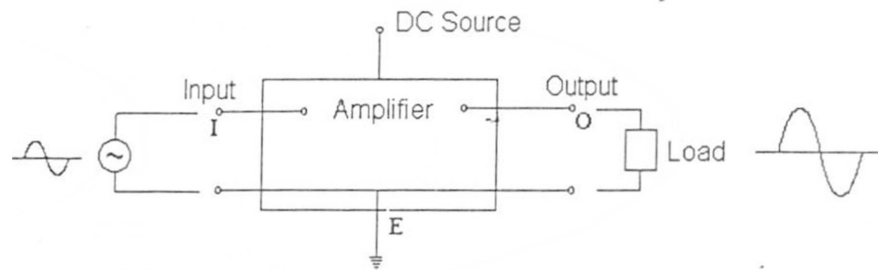 DC Source
Input
Output
Amplifier
I
O
Load
E